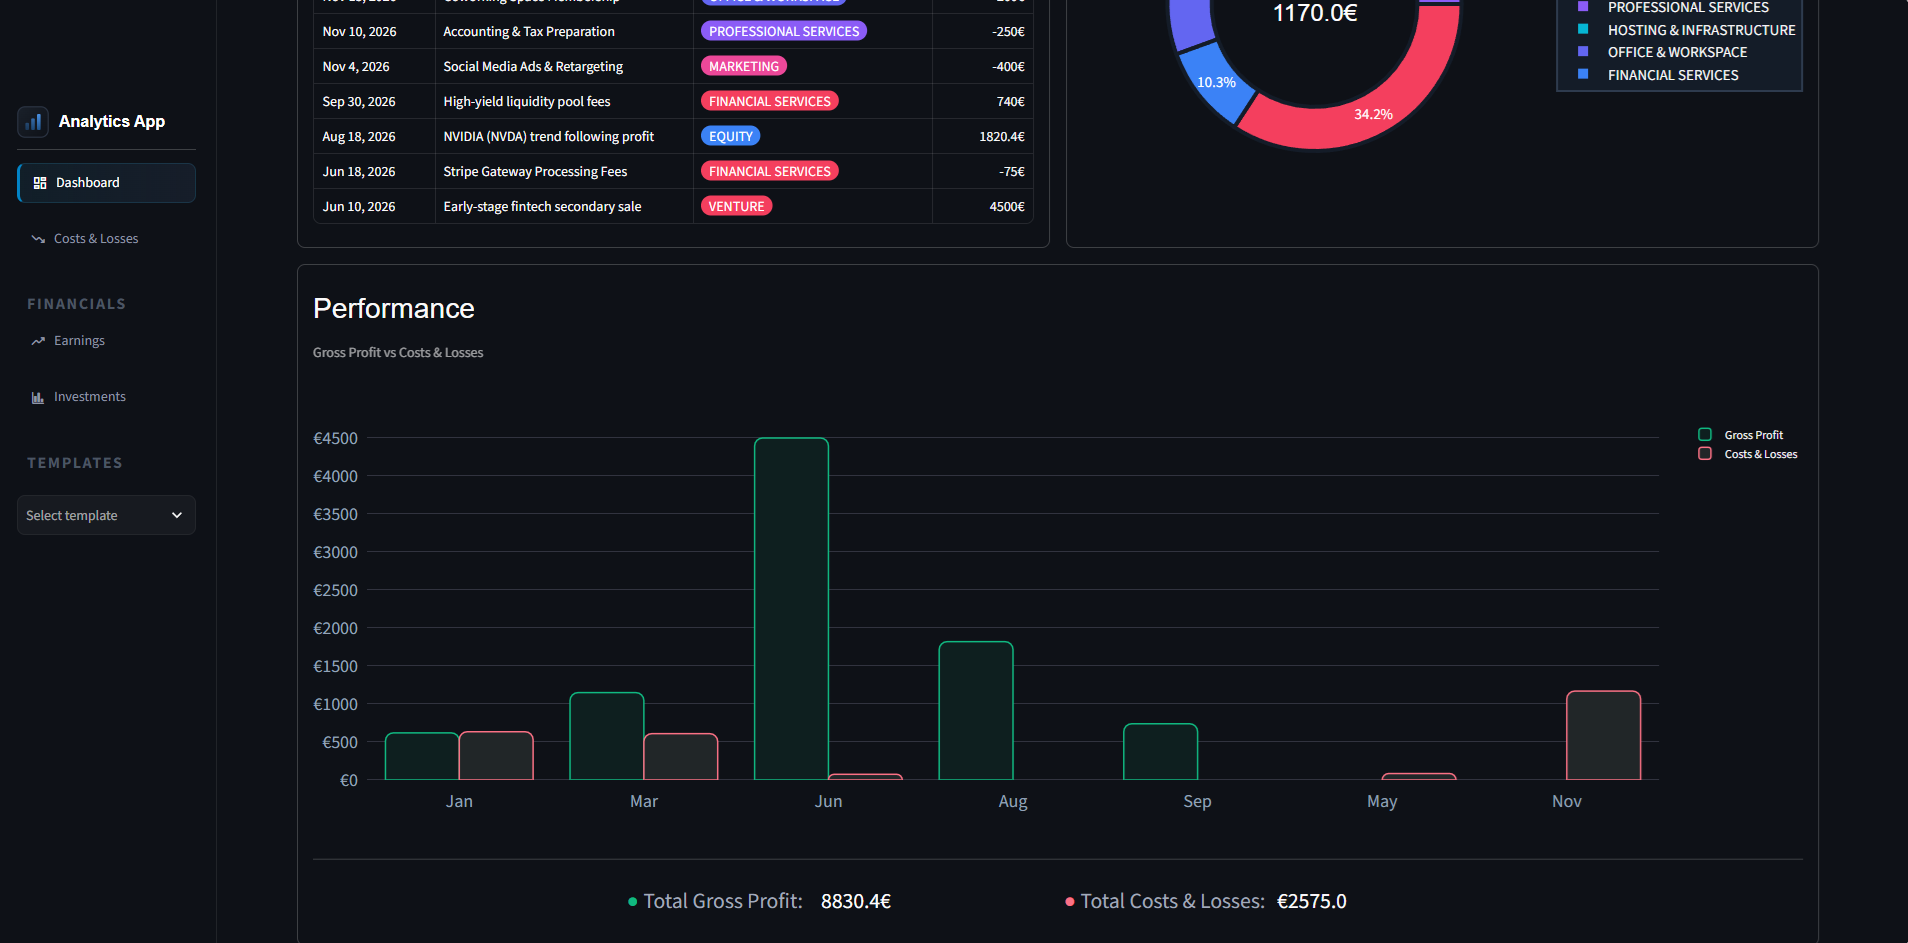 Analytics App
Dashboard
Costs & Losses
FINANCIALS
Earnings
Investments
TEMPLATES
Select template
Nov 10, 2026 Accounting & Tax Preparation PROFESSIONAL SERVICES -250€
Nov 4, 2026 Social Media Ads & Retargeting MARKETING -400€
Sep 30, 2026 High-yield liquidity pool fees FINANCIAL SERVICES 740€
Aug 18, 2026 NVIDIA (NVDA) trend following profit EQUITY 1820.4€
Jun 18, 2026 Stripe Gateway Processing Fees FINANCIAL SERVICES -75€
Jun 10, 2026 Early-stage fintech secondary sale VENTURE 4500€
1170.0€
10.3%
34.2%
PROFESSIONAL SERVICES
HOSTING & INFRASTRUCTURE
OFFICE & WORKSPACE
FINANCIAL SERVICES
Performance
Gross Profit vs Costs & Losses
€4500
€4000
€3500
€3000
€2500
€2000
€1500
€1000
€500
€0
Jan Mar Jun Aug Sep May Nov
Gross Profit
Costs & Losses
Total Gross Profit: 8830.4€
Total Costs & Losses: €2575.0